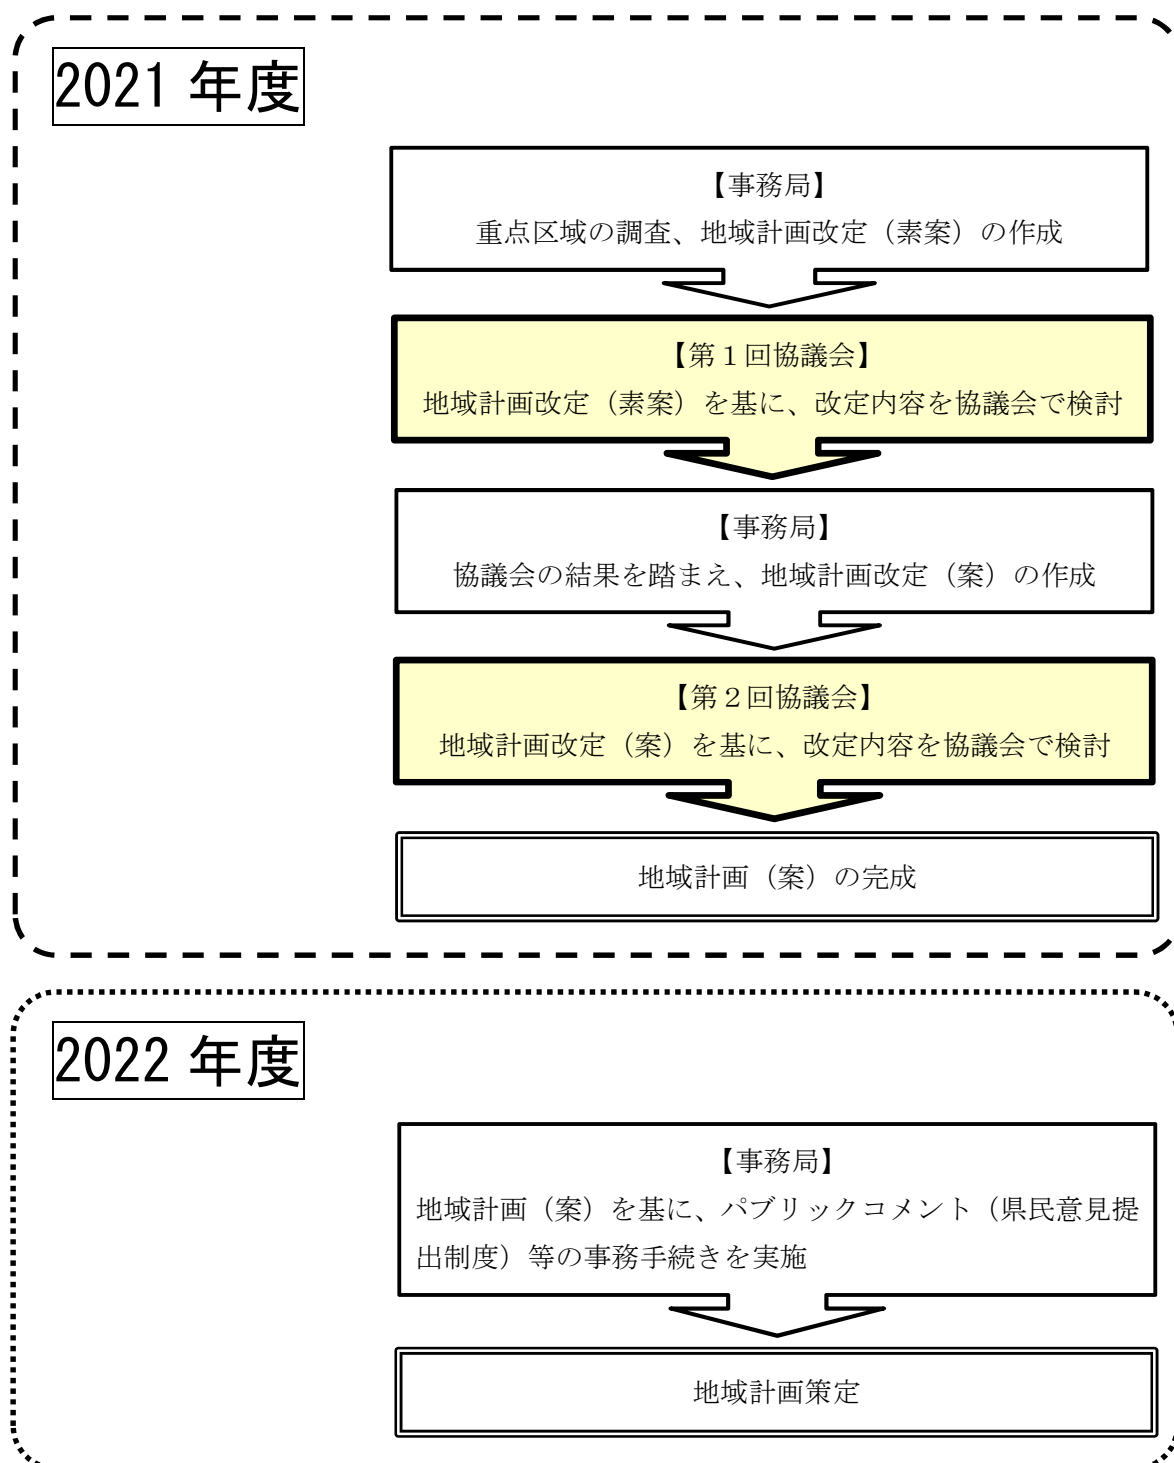 2021 年度
【事務局】
重点区域の調査、地域計画改定（素案）の作成
【第１回協議会】
地域計画改定（素案）を基に、改定内容を協議会で検討
【事務局】
協議会の結果を踏まえ、地域計画改定（案）の作成
【第２回協議会】
地域計画改定（案）を基に、改定内容を協議会で検討
地域計画（案）の完成
2022 年度
【事務局】
地域計画（案）を基に、パブリックコメント（県民意見提
出制度）等の事務手続きを実施
地域計画策定